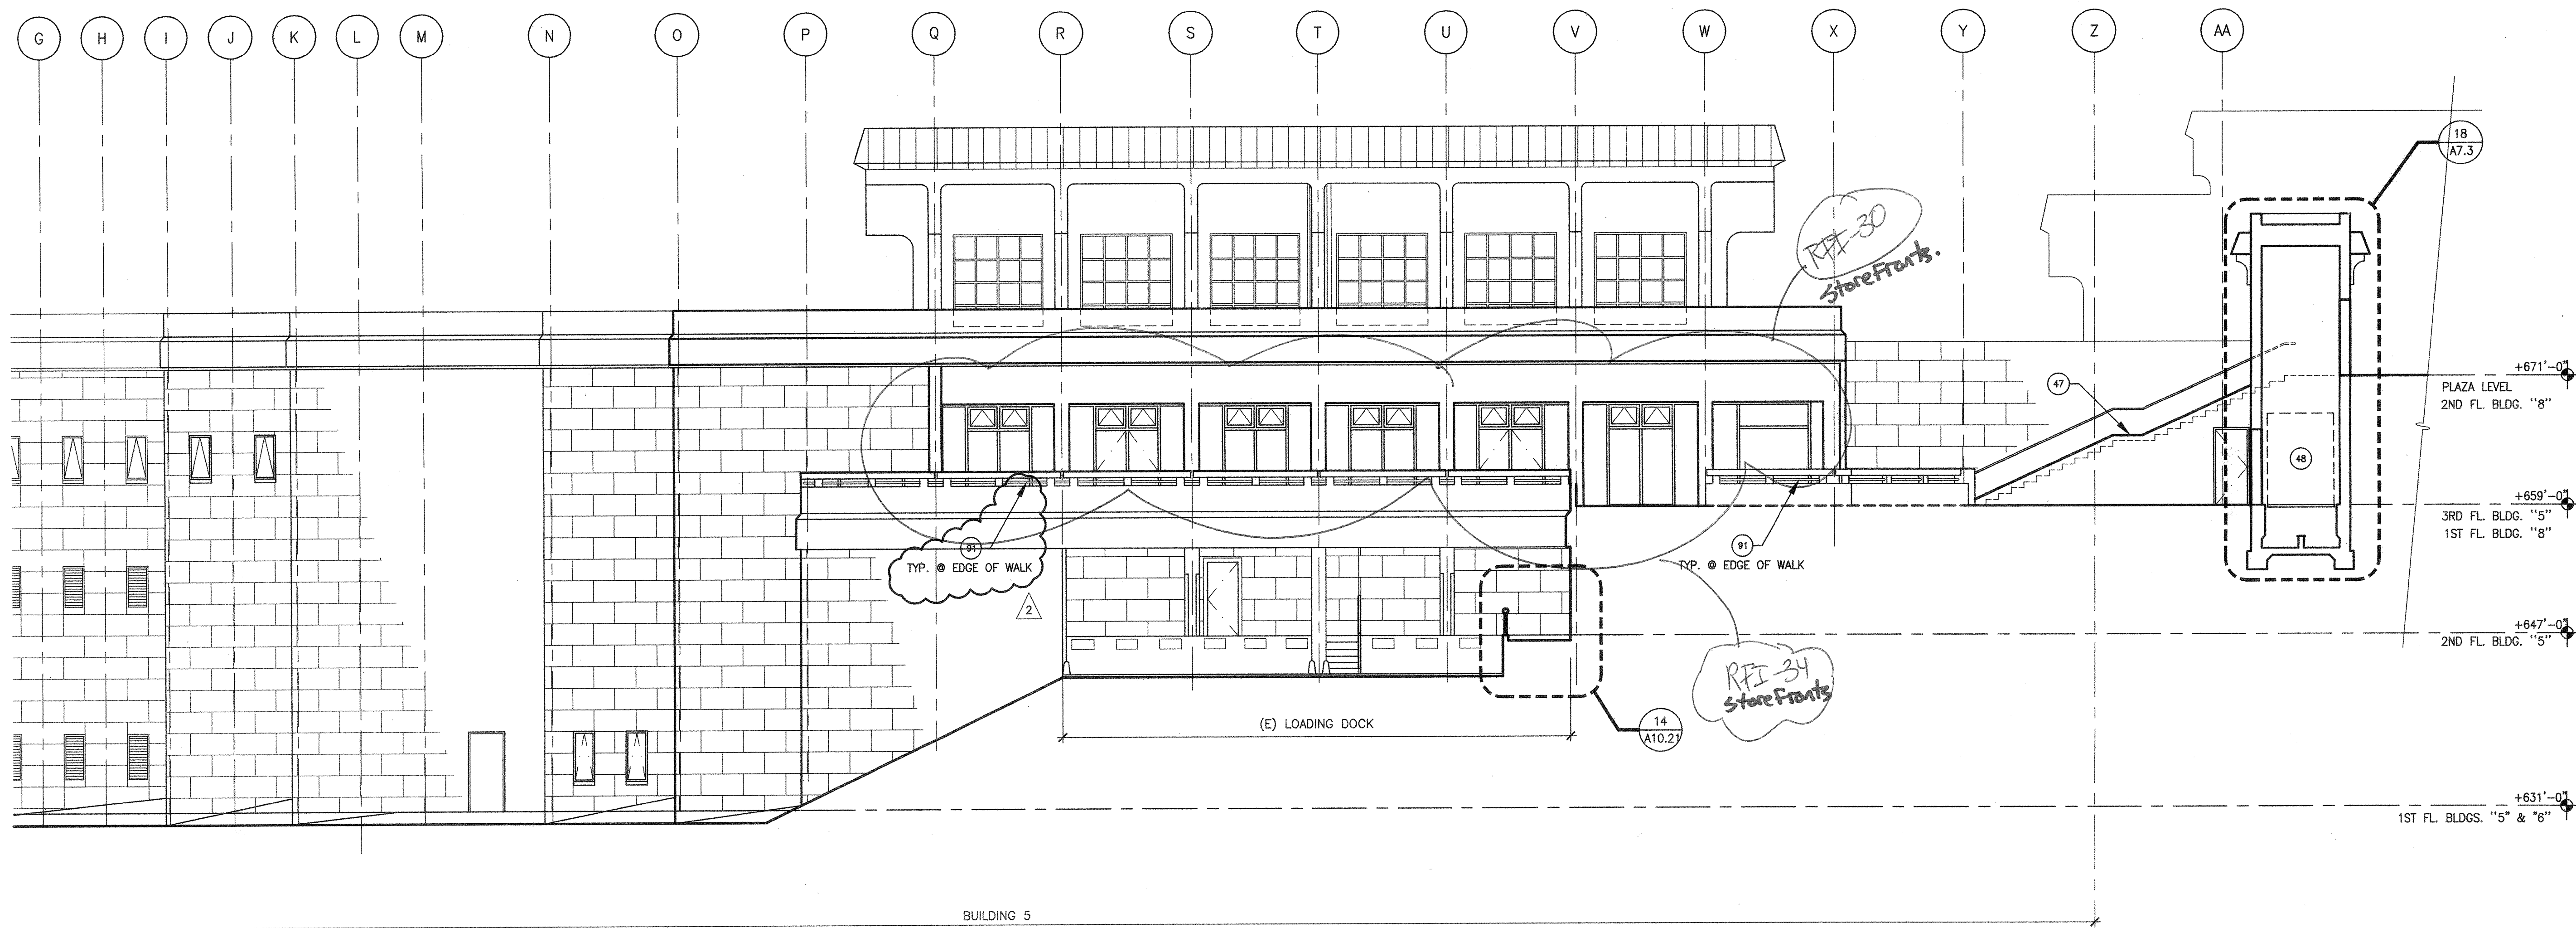 G H I J K L M N O P Q R S T U V W X Y Z AA
18
A7.3
RFI-30
storefronts.
47
+671'-0"
PLAZA LEVEL
2ND FL. BLDG. "8"
48
+659'-0"
3RD FL. BLDG. "5"
1ST FL. BLDG. "8"
91
TYP. @ EDGE OF WALK
2
91
TYP. @ EDGE OF WALK
+647'-0"
2ND FL. BLDG. "5"
RFI-34
storefronts
(E) LOADING DOCK
14
A10.21
+631'-0"
1ST FL. BLDGS. "5" & "6"
BUILDING 5